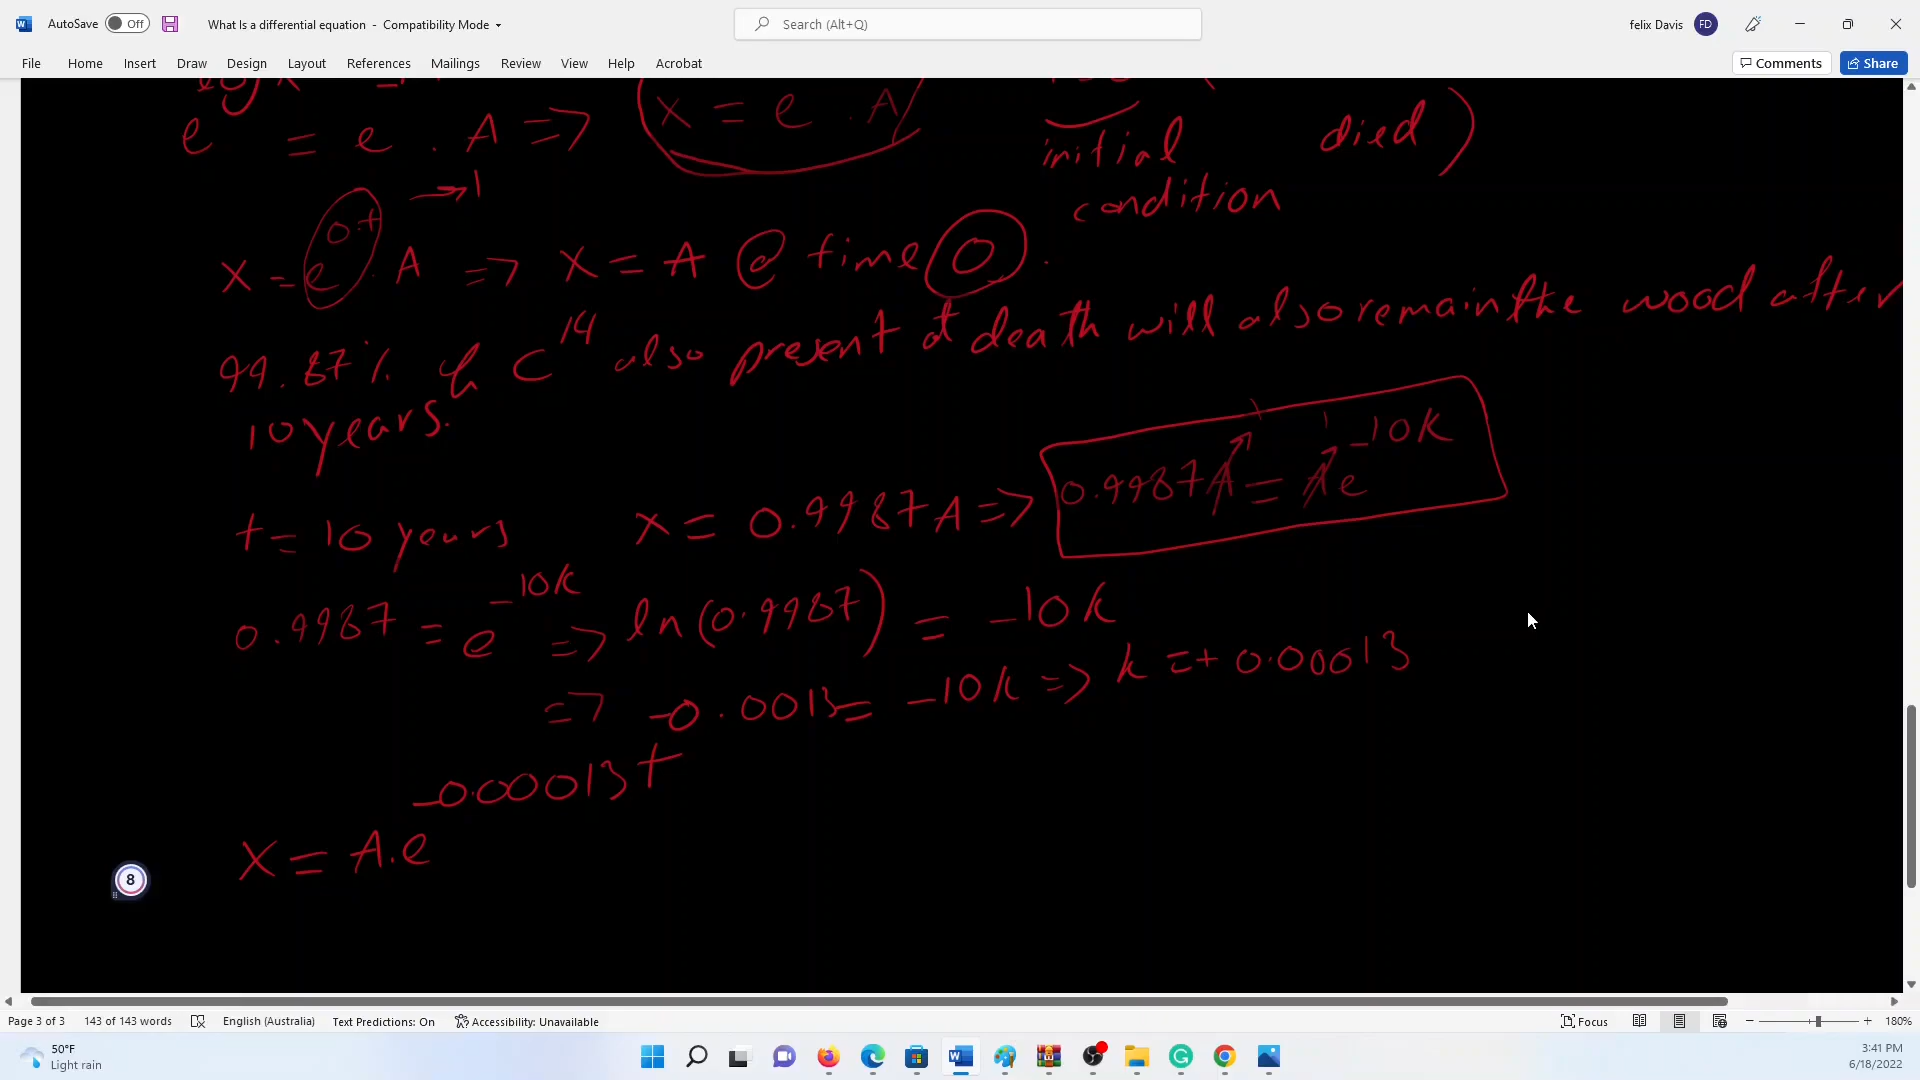 AutoSave Off What Is a differential equation - Compatibility Mode Search (Alt+Q) felix Davis FD
File Home Insert Draw Design Layout References Mailings Review View Help Acrobat Comments Share
e = e . A => x = e . A
initial condition died)
→1
X = e^0t . A => X = A @ time 0 .
99.87% of C^14 also present at death will also remain the wood after
10 years.
t = 10 years X = 0.9987A => 0.9987A = Ae^-10k
0.9987 = e^-10k => ln(0.9987) = -10k
=> -0.0013 = -10k => k = + 0.00013
X = A.e^-0.00013t
8
Page 3 of 3 143 of 143 words English (Australia) Text Predictions: On Accessibility: Unavailable Focus 180%
50°F
Light rain
3:41 PM
6/18/2022